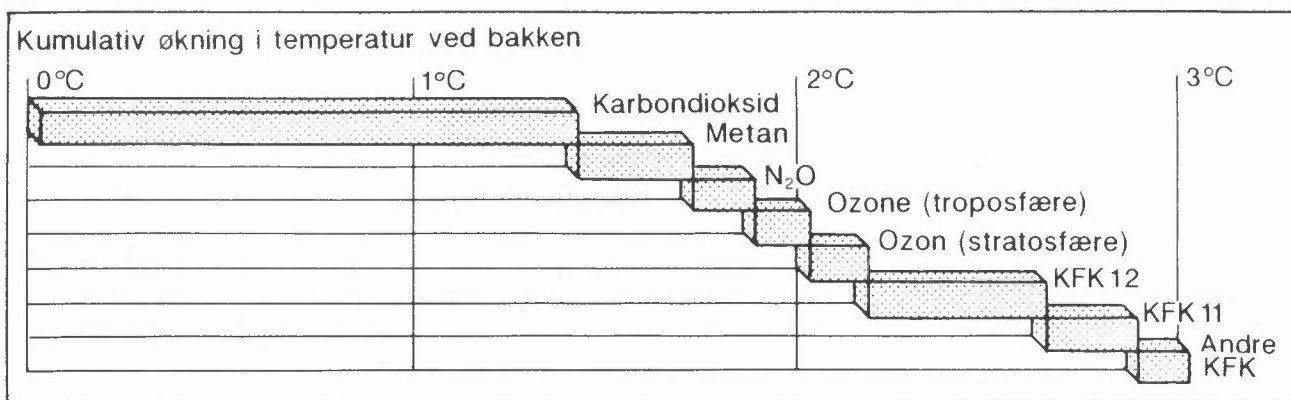 Kumulativ økning i temperatur ved bakken
0°C 1°C 2°C 3°C
Karbondioksid
Metan
N₂O
Ozone (troposfære)
Ozon (stratosfære)
KFK 12
KFK 11
Andre
KFK